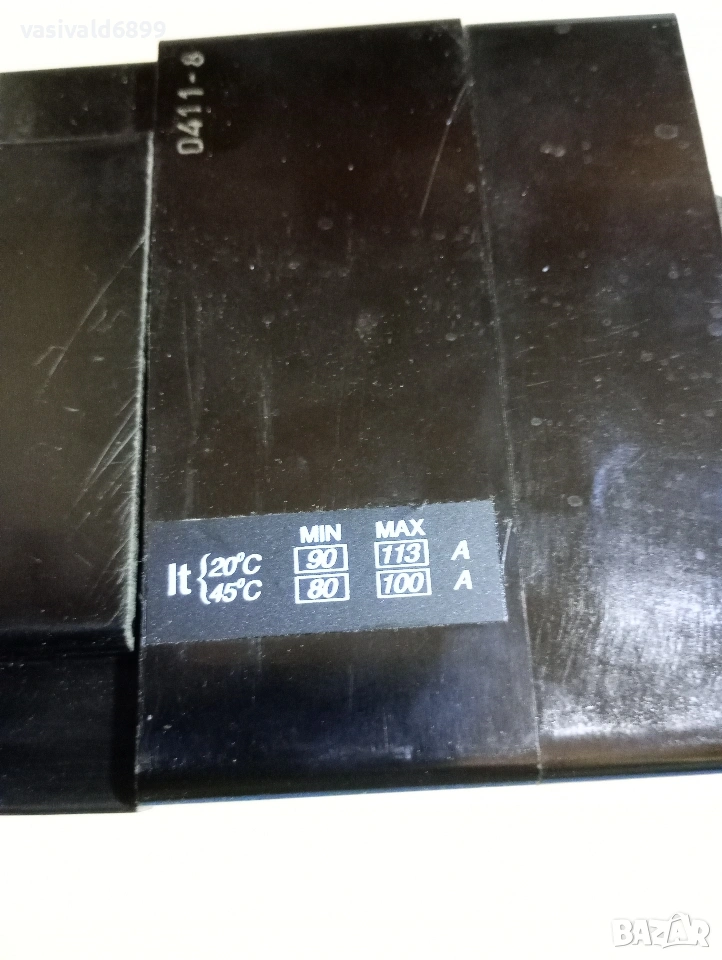 vasivald6899
0411-8
MIN MAX
It { 20°C 90 113 A
45°C 80 100 A
BAZAR